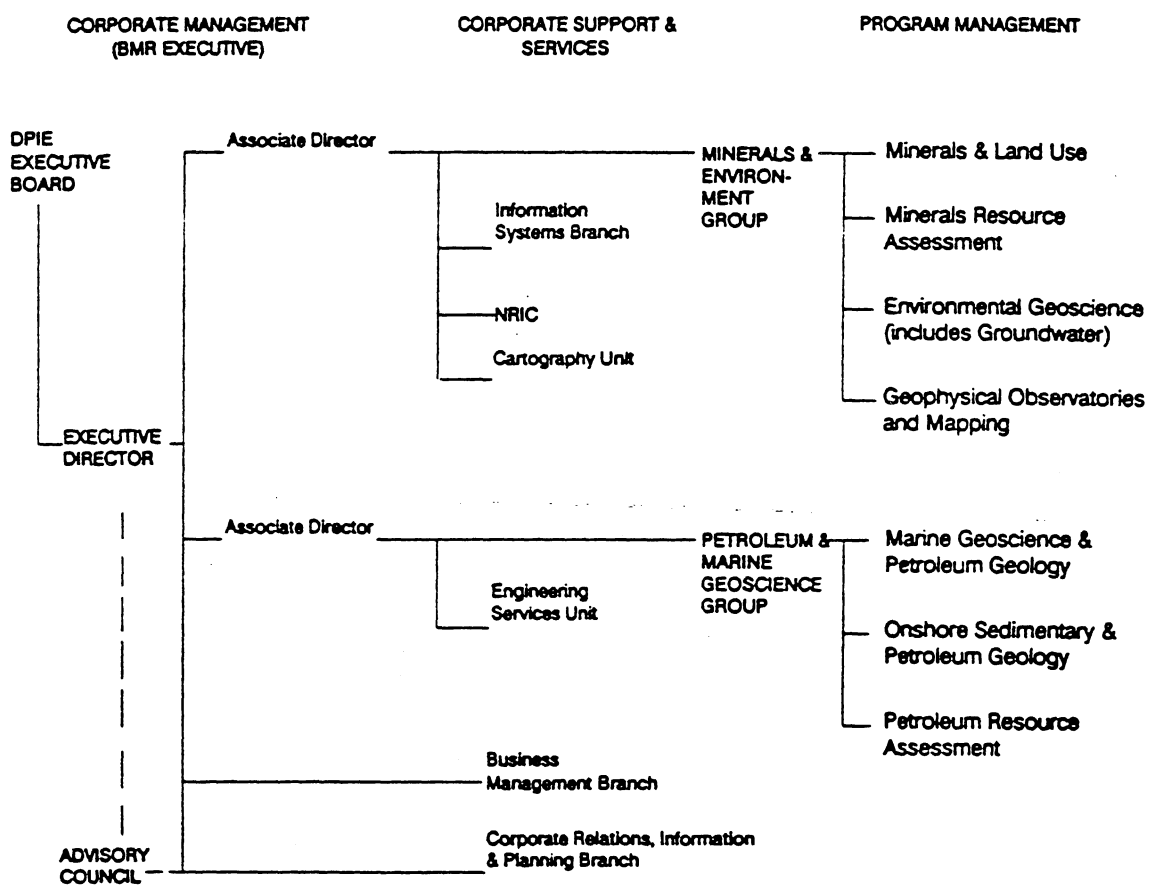 CORPORATE MANAGEMENT
(BMR EXECUTIVE)
CORPORATE SUPPORT &
SERVICES
PROGRAM MANAGEMENT
DPIE
EXECUTIVE
BOARD
Associate Director
MINERALS &
ENVIRON-
MENT
GROUP
Minerals & Land Use
Information
Systems Branch
Minerals Resource
Assessment
NRIC
Environmental Geoscience
(includes Groundwater)
Cartography Unit
Geophysical Observatories
and Mapping
EXECUTIVE
DIRECTOR
Associate Director
PETROLEUM &
MARINE
GEOSCIENCE
GROUP
Marine Geoscience &
Petroleum Geology
Engineering
Services Unit
Onshore Sedimentary &
Petroleum Geology
Petroleum Resource
Assessment
Business
Management Branch
Corporate Relations, Information
& Planning Branch
ADVISORY
COUNCIL